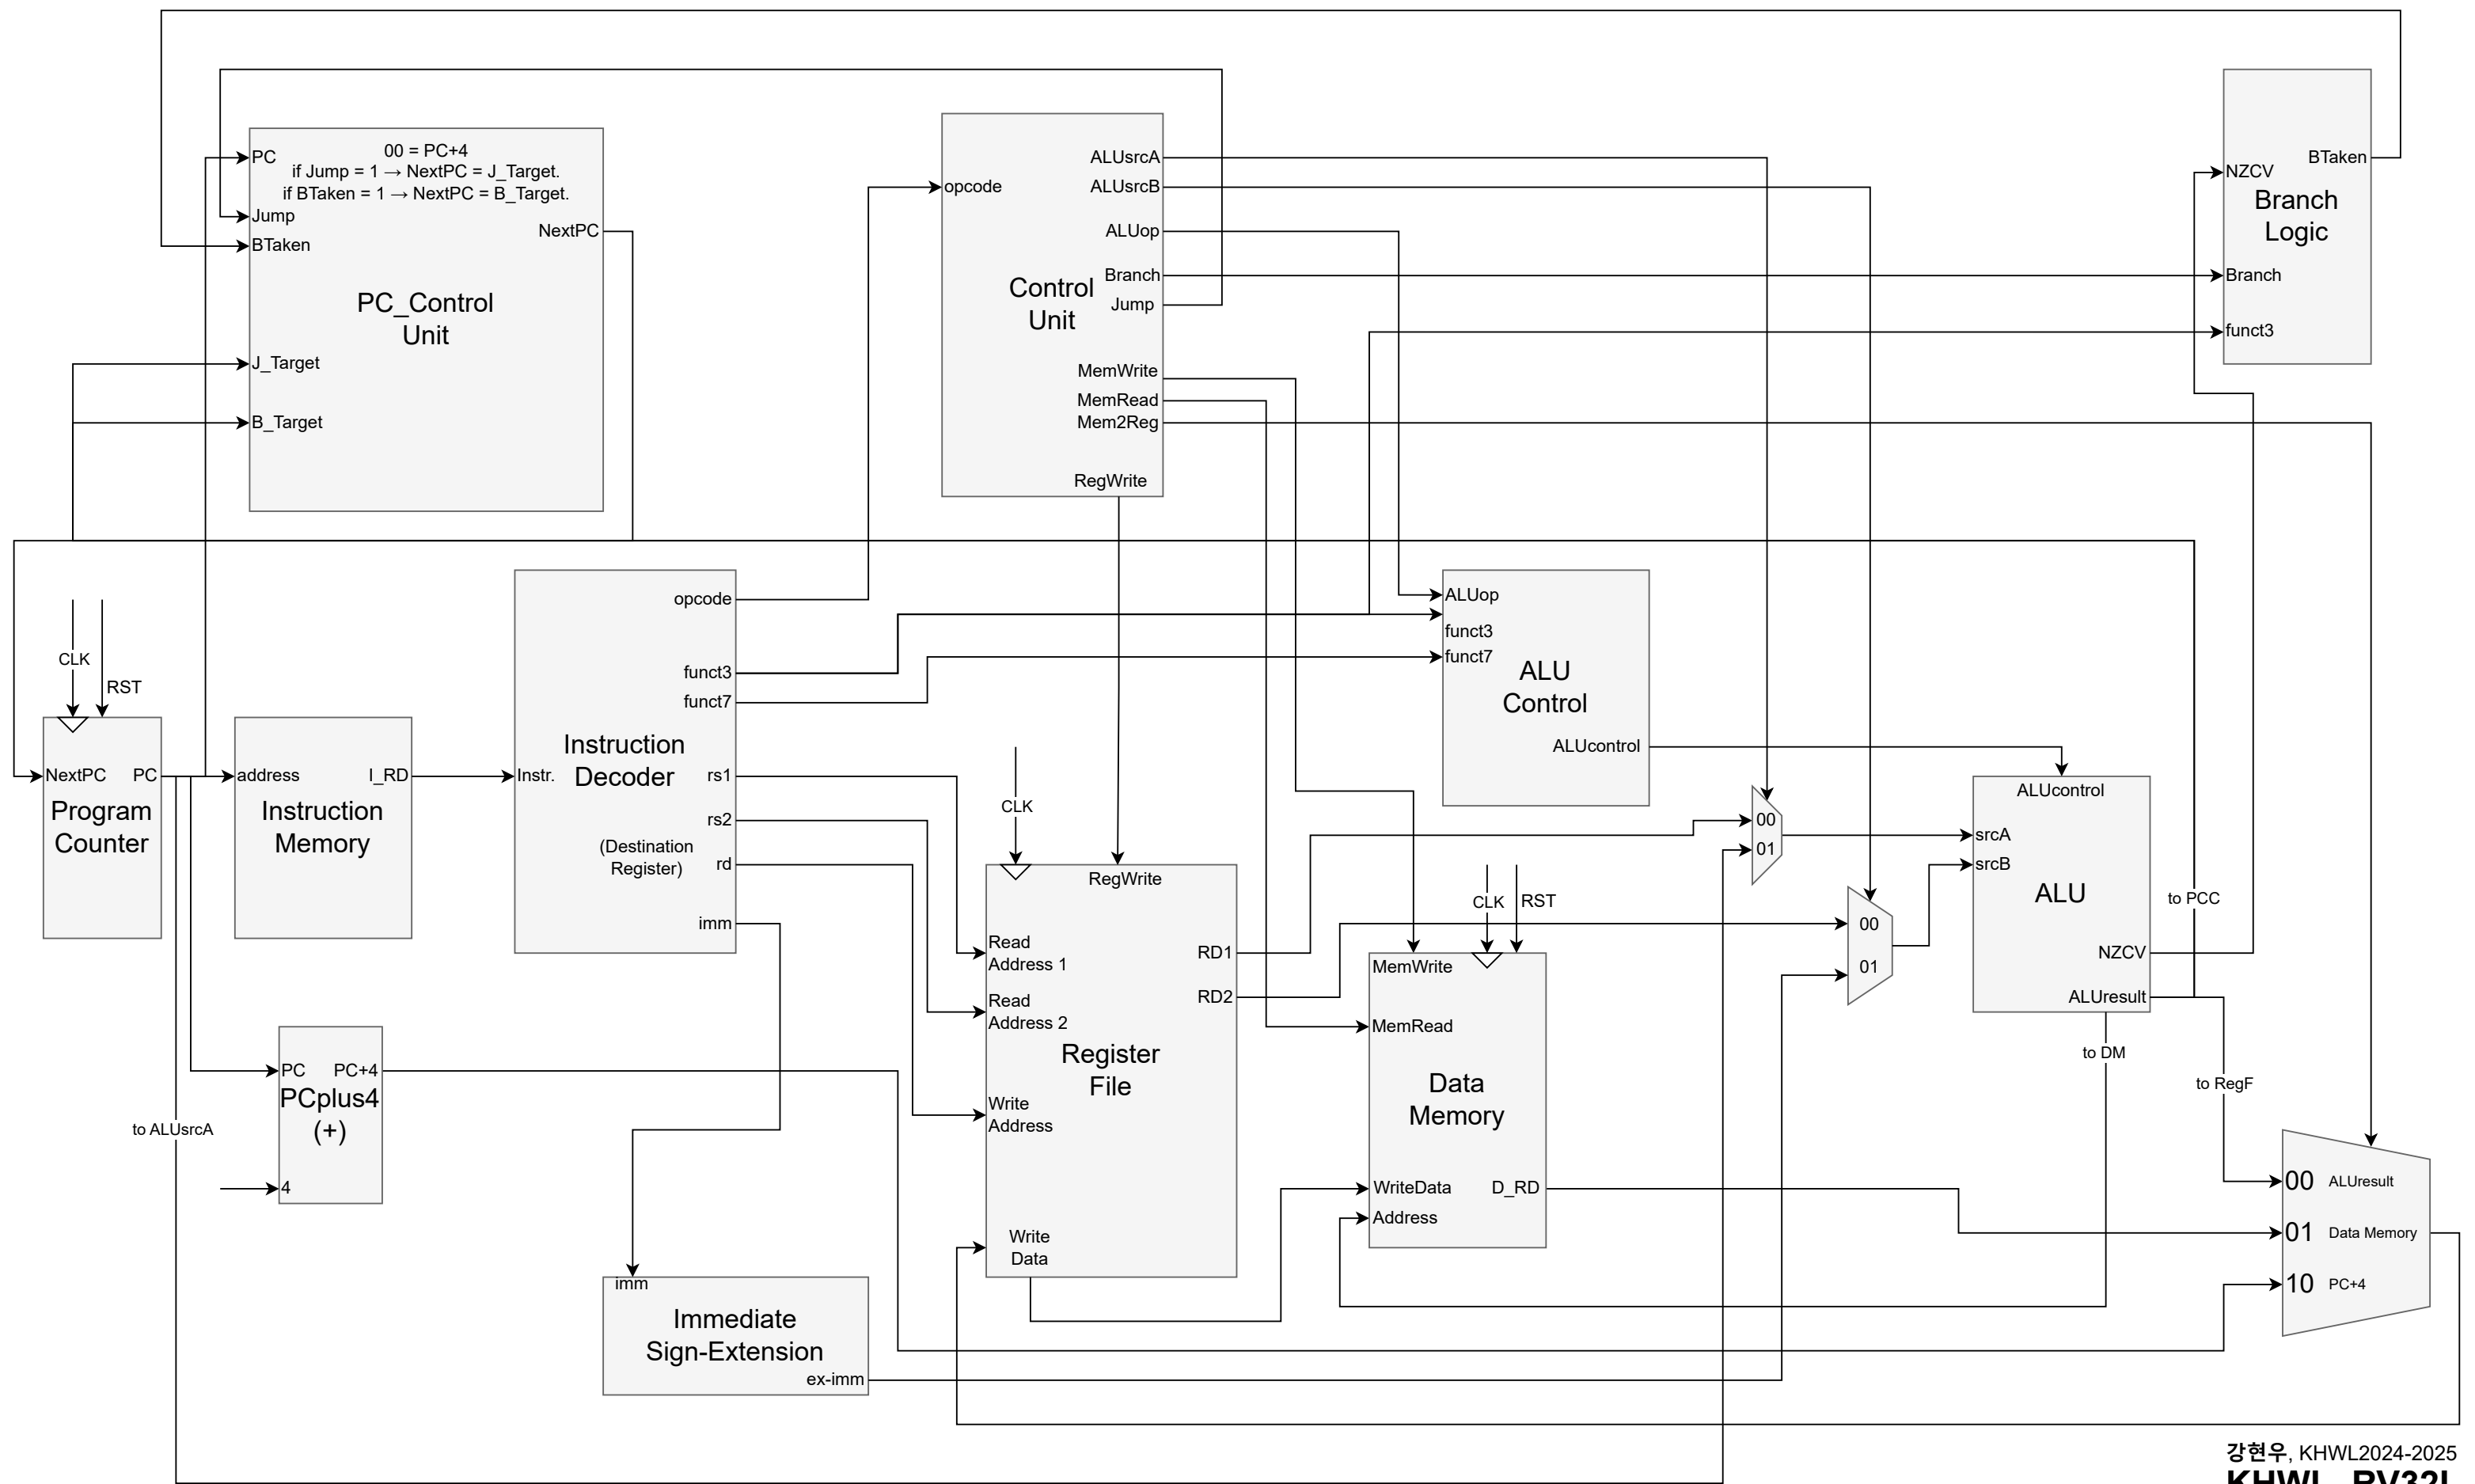 PC
00 = PC+4
if Jump = 1 → NextPC = J_Target.
if BTaken = 1 → NextPC = B_Target.
Jump
BTaken
NextPC
PC_Control
Unit
J_Target
B_Target
opcode
ALUsrcA
ALUsrcB
ALUop
Branch
Jump
Control
Unit
MemWrite
MemRead
Mem2Reg
RegWrite
BTaken
NZCV
Branch
Logic
Branch
funct3
CLK
RST
NextPC
PC
Program
Counter
address
I_RD
Instruction
Memory
opcode
funct3
funct7
Instruction
Decoder
Instr.
rs1
rs2
(Destination
Register)
rd
imm
ALUop
funct3
funct7
ALU
Control
ALUcontrol
CLK
RegWrite
Read
Address 1
Read
Address 2
RD1
RD2
Register
File
Write
Address
Write
Data
CLK
RST
MemWrite
MemRead
Data
Memory
WriteData
D_RD
Address
00
01
00
01
ALUcontrol
srcA
srcB
ALU
NZCV
ALUresult
to PCC
to DM
to RegF
PC
PC+4
PCplus4
(+)
4
to ALUsrcA
imm
Immediate
Sign-Extension
ex-imm
00 ALUresult
01 Data Memory
10 PC+4
강현우, KHWL2024-2025
KHWL_RV32I